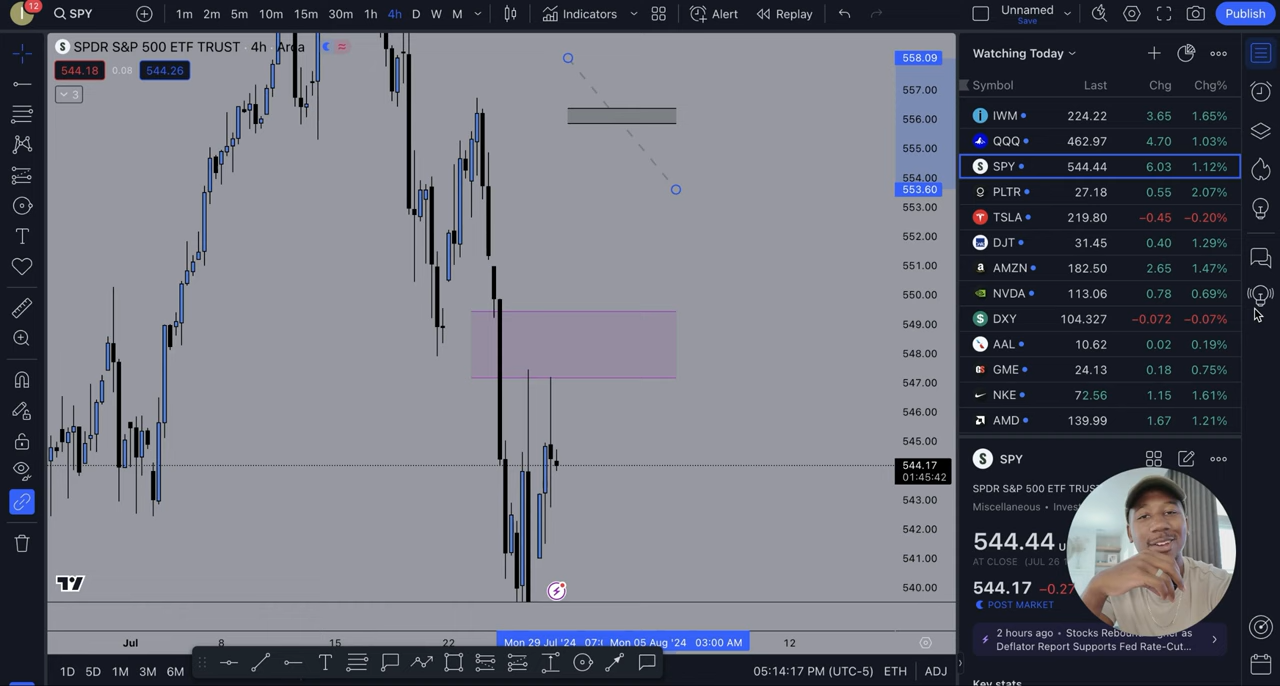 12
SPY
1m 2m 5m 10m 15m 30m 1h 4h D W M
Indicators
Alert
Replay
Unnamed
Save
Publish
SPDR S&P 500 ETF TRUST · 4h · Arca
544.18 0.08 544.26
3
558.09
557.00
556.00
555.00
554.00
553.60
553.00
552.00
551.00
550.00
549.00
548.00
547.00
546.00
545.00
544.17
01:45:42
543.00
542.00
541.00
540.00
Jul 8 15 22 Mon 29 Jul '24 Mon 05 Aug '24 03:00 AM 12
1D 5D 1M 3M 6M
05:14:17 PM (UTC-5) ETH ADJ
Watching Today
Symbol Last Chg Chg%
IWM 224.22 3.65 1.65%
QQQ 462.97 4.70 1.03%
SPY 544.44 6.03 1.12%
PLTR 27.18 0.55 2.07%
TSLA 219.80 −0.45 −0.20%
DJT 31.45 0.40 1.29%
AMZN 182.50 2.65 1.47%
NVDA 113.06 0.78 0.69%
DXY 104.327 −0.072 −0.07%
AAL 10.62 0.02 0.19%
GME 24.13 0.18 0.75%
NKE 72.56 1.15 1.61%
AMD 139.99 1.67 1.21%
SPY
SPDR S&P 500 ETF TRUST
Miscellaneous •
544.44
AT CLOSE (JUL 26
544.17 −0.27
POST MARKET
2 hours ago • Stocks Rebound Higher as
Deflator Report Supports Fed Rate-Cut...
Key stats